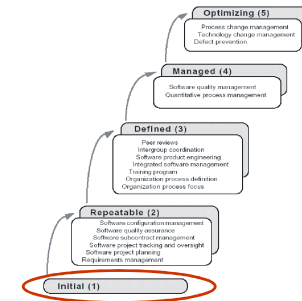 Optimizing (5)
Process change management
Technology change management
Defect prevention
Managed (4)
Software quality management
Quantitative process management
Defined (3)
Peer reviews
Intergroup coordination
Software product engineering
Integrated software management
Training program
Organization process definition
Organization process focus
Repeatable (2)
Software configuration management
Software quality assurance
Software subcontract management
Software project tracking and oversight
Software project planning
Requirements management
Initial (1)